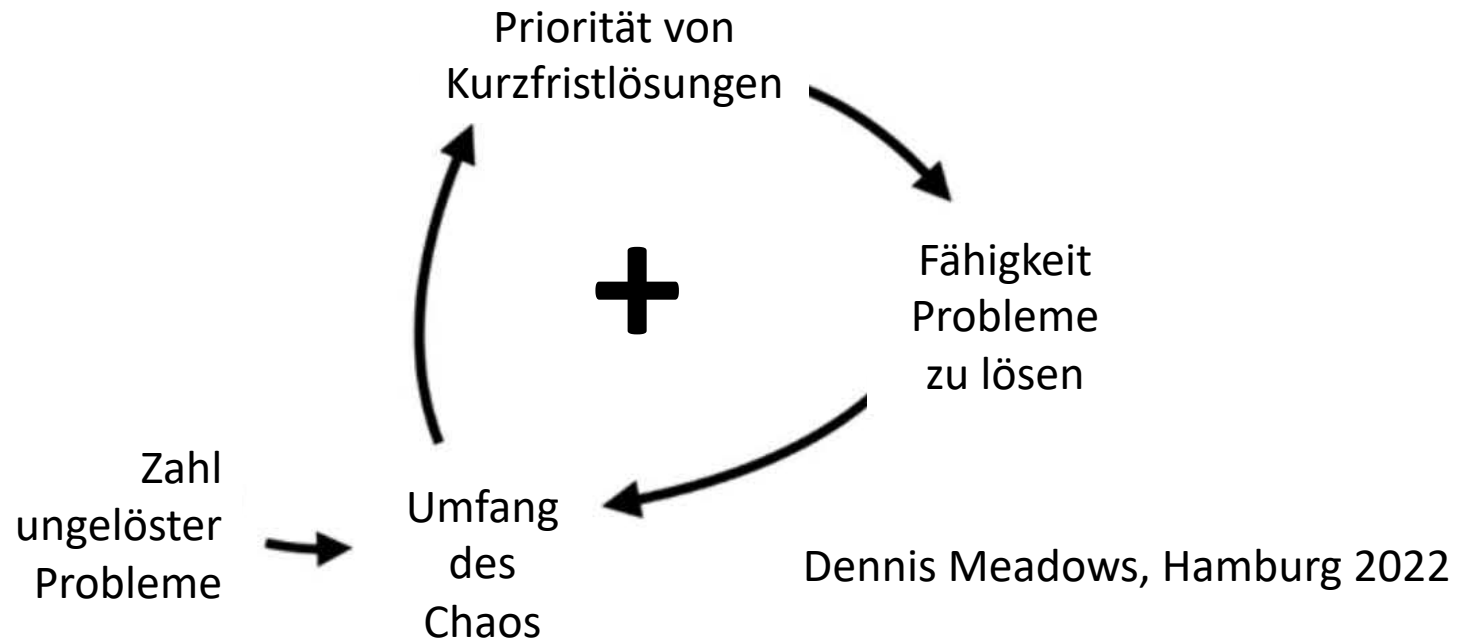 Priorität von
Kurzfristlösungen
+
Fähigkeit
Probleme
zu lösen
Zahl
ungelöster
Probleme
Umfang
des
Chaos
Dennis Meadows, Hamburg 2022